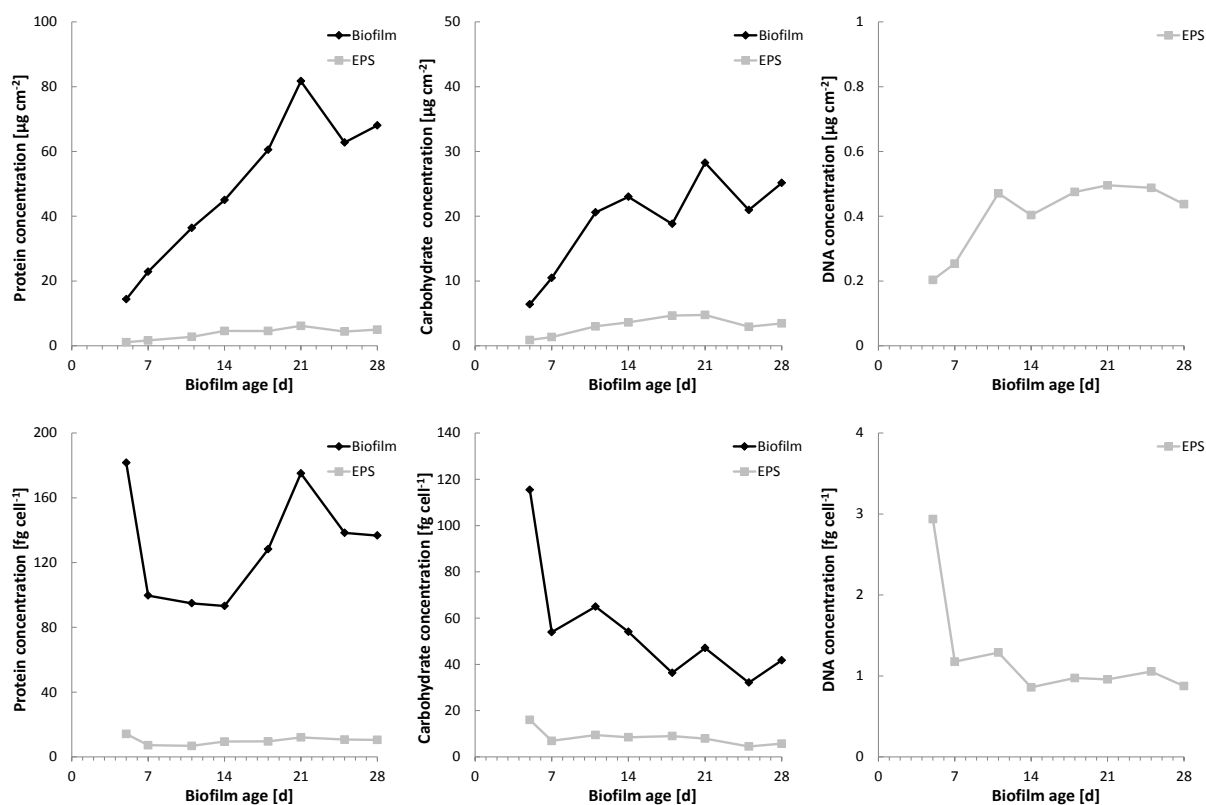 Protein concentration [µg cm-2]
100
80
60
40
20
0
0 7 14 21 28
Biofilm age [d]
Biofilm
EPS
Carbohydrate concentration [µg cm-2]
50
40
30
20
10
0
0 7 14 21 28
Biofilm age [d]
Biofilm
EPS
DNA concentration [µg cm-2]
1
0.8
0.6
0.4
0.2
0
0 7 14 21 28
Biofilm age [d]
EPS
Protein concentration [fg cell-1]
200
160
120
80
40
0
0 7 14 21 28
Biofilm age [d]
Biofilm
EPS
Carbohydrate concentration [fg cell-1]
140
120
100
80
60
40
20
0
0 7 14 21 28
Biofilm age [d]
Biofilm
EPS
DNA concentration [fg cell-1]
4
3
2
1
0
0 7 14 21 28
Biofilm age [d]
EPS